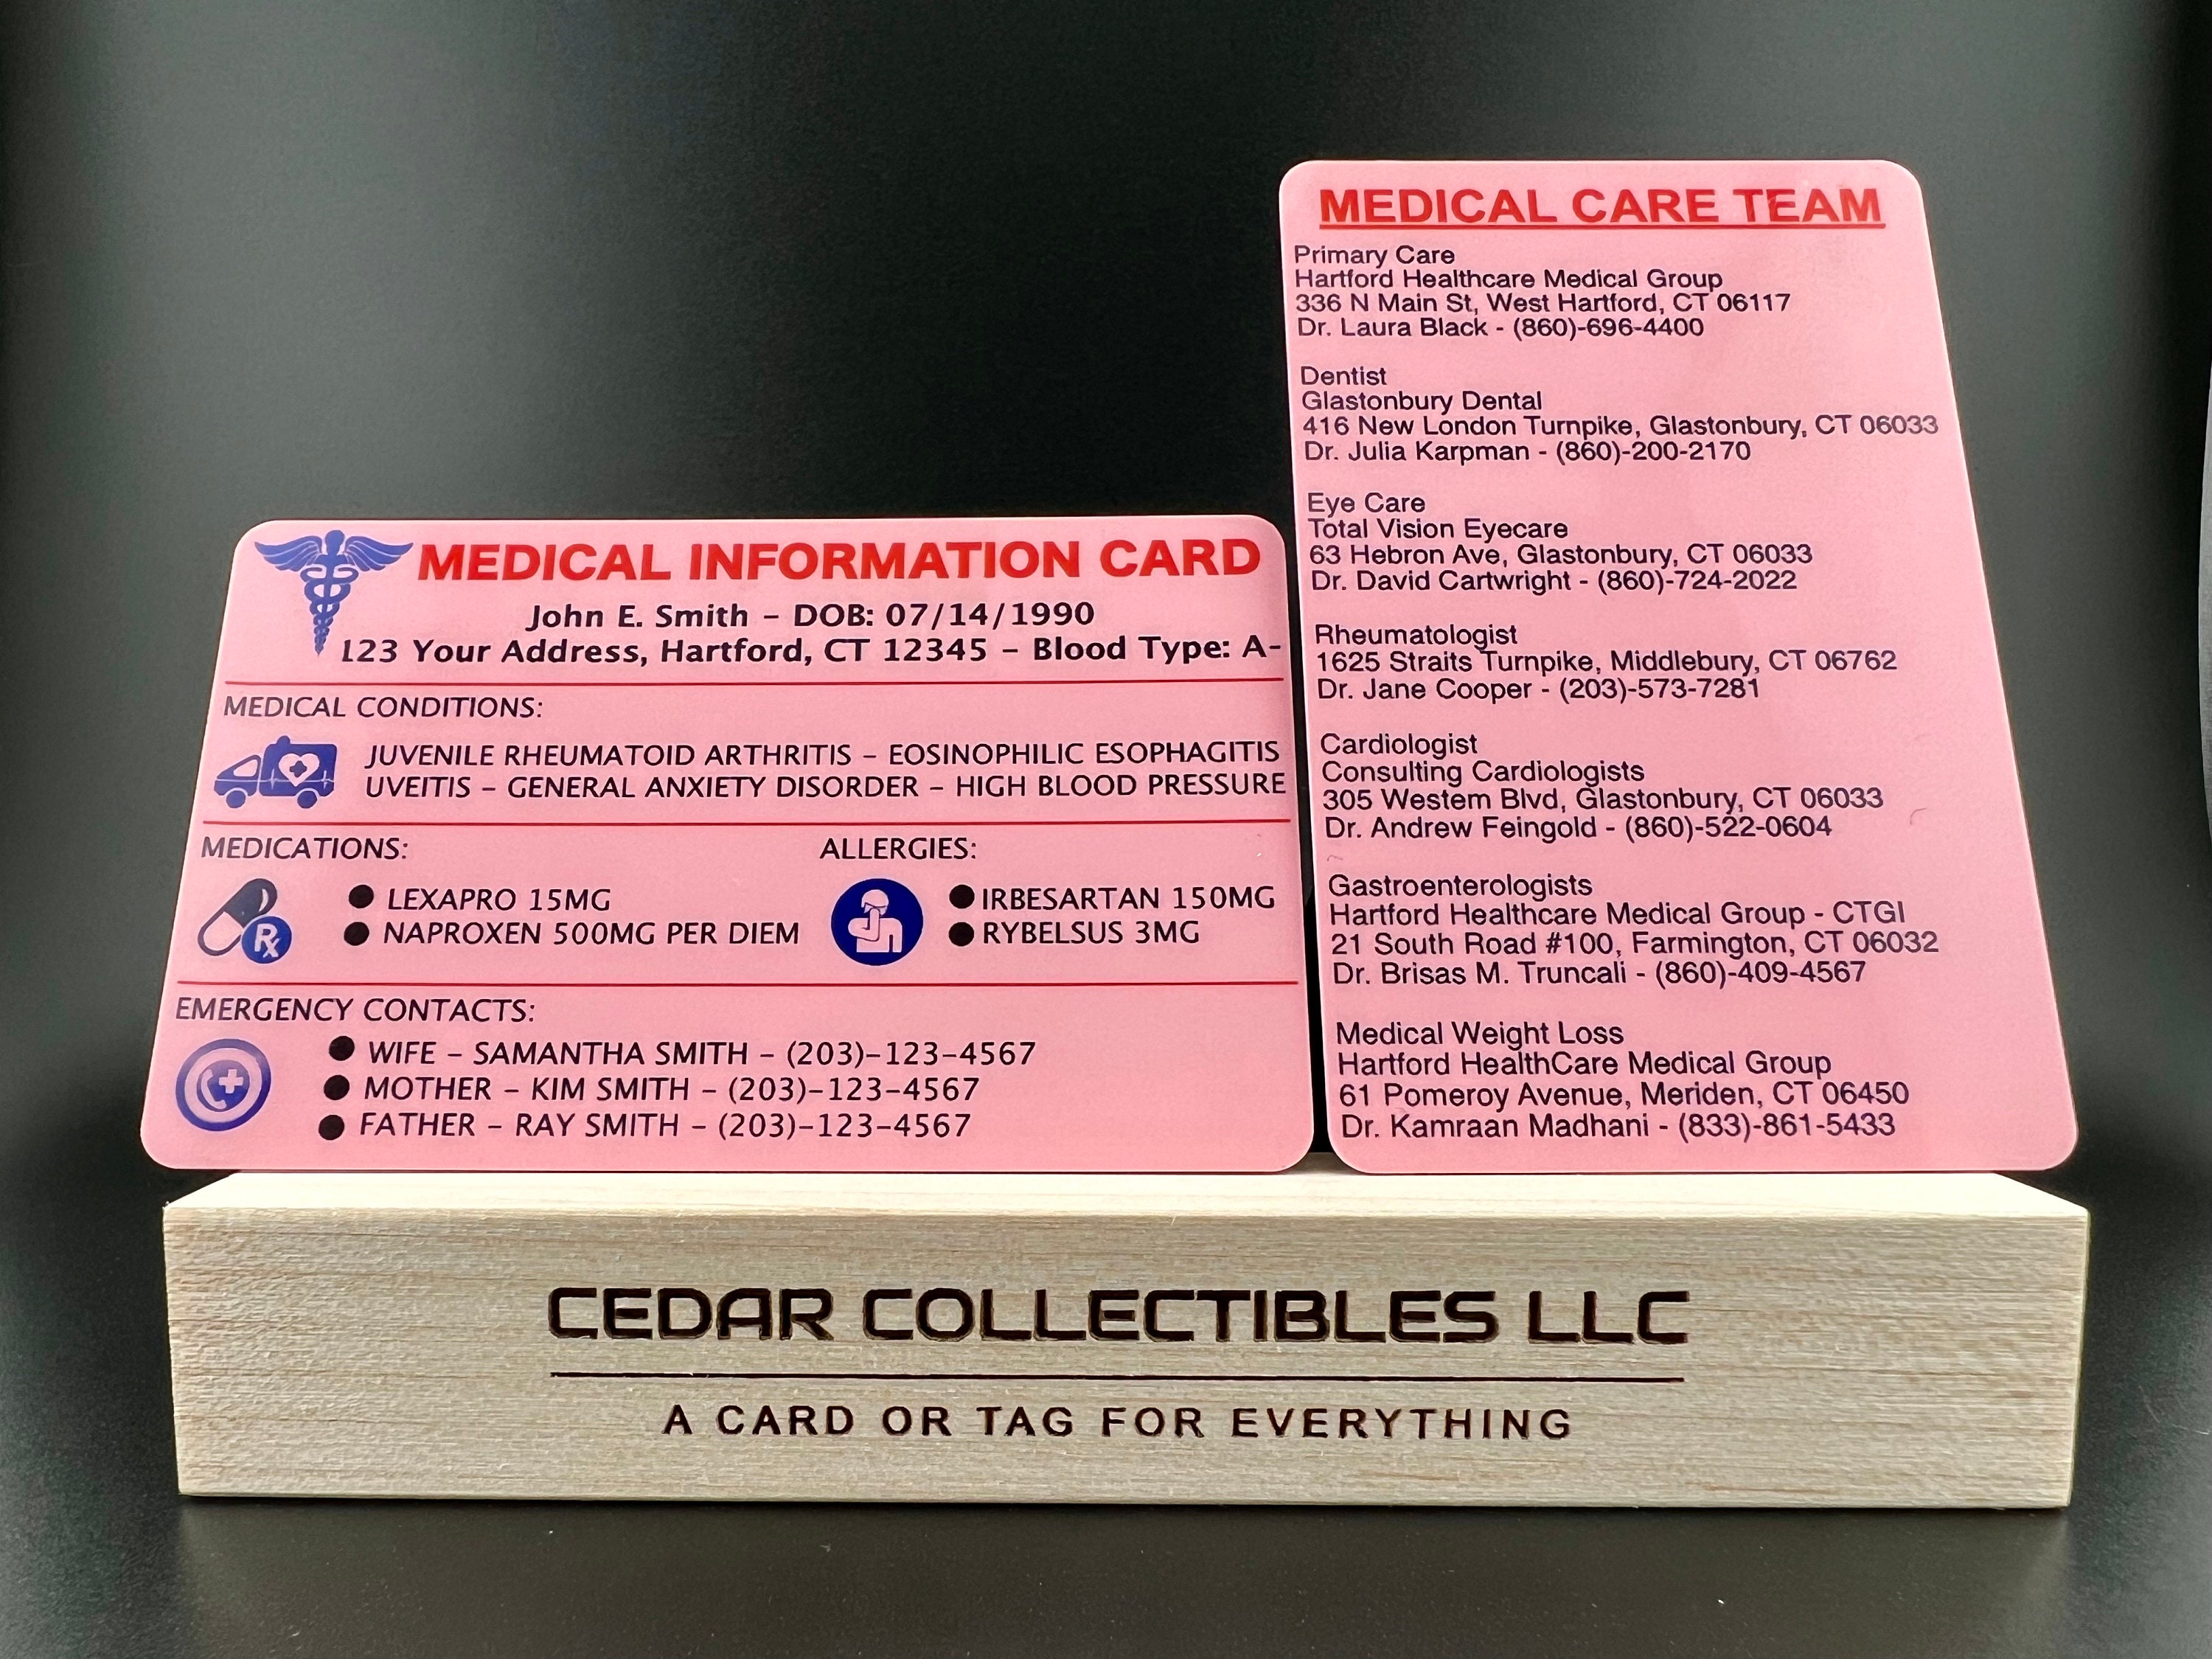 MEDICAL INFORMATION CARD
John E. Smith – DOB: 07/14/1990
123 Your Address, Hartford, CT 12345 – Blood Type: A-
MEDICAL CONDITIONS:
JUVENILE RHEUMATOID ARTHRITIS – EOSINOPHILIC ESOPHAGITIS
UVEITIS – GENERAL ANXIETY DISORDER – HIGH BLOOD PRESSURE
MEDICATIONS:
● LEXAPRO 15MG
● NAPROXEN 500MG PER DIEM
Rx
ALLERGIES:
● IRBESARTAN 150MG
● RYBELSUS 3MG
EMERGENCY CONTACTS:
● WIFE – SAMANTHA SMITH – (203)–123–4567
● MOTHER – KIM SMITH – (203)–123–4567
● FATHER – RAY SMITH – (203)–123–4567
MEDICAL CARE TEAM
Primary Care
Hartford Healthcare Medical Group
336 N Main St, West Hartford, CT 06117
Dr. Laura Black - (860)-696-4400
Dentist
Glastonbury Dental
416 New London Turnpike, Glastonbury, CT 06033
Dr. Julia Karpman - (860)-200-2170
Eye Care
Total Vision Eyecare
63 Hebron Ave, Glastonbury, CT 06033
Dr. David Cartwright - (860)-724-2022
Rheumatologist
1625 Straits Turnpike, Middlebury, CT 06762
Dr. Jane Cooper - (203)-573-7281
Cardiologist
Consulting Cardiologists
305 Western Blvd, Glastonbury, CT 06033
Dr. Andrew Feingold - (860)-522-0604
Gastroenterologists
Hartford Healthcare Medical Group - CTGI
21 South Road #100, Farmington, CT 06032
Dr. Brisas M. Truncali - (860)-409-4567
Medical Weight Loss
Hartford HealthCare Medical Group
61 Pomeroy Avenue, Meriden, CT 06450
Dr. Kamraan Madhani - (833)-861-5433
CEDAR COLLECTIBLES LLC
A CARD OR TAG FOR EVERYTHING